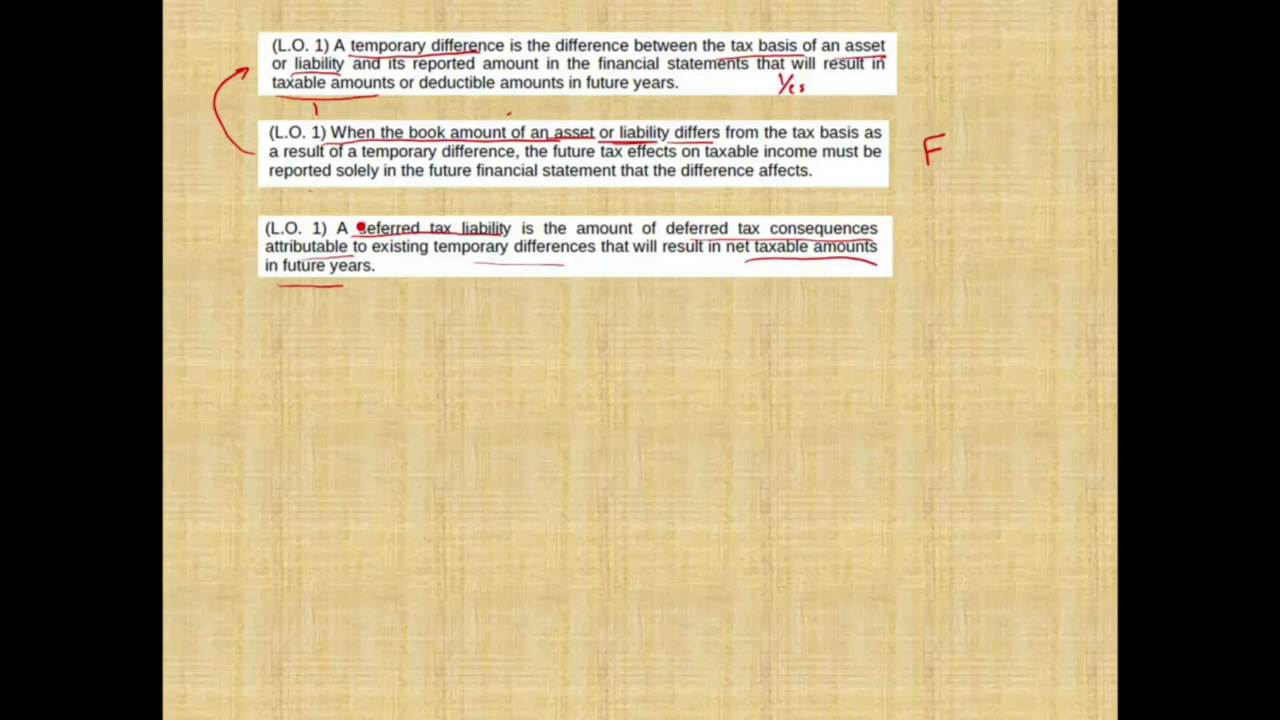 (L.O. 1) A temporary difference is the difference between the tax basis of an asset
or liability and its reported amount in the financial statements that will result in
taxable amounts or deductible amounts in future years.
Yes
(L.O. 1) When the book amount of an asset or liability differs from the tax basis as
a result of a temporary difference, the future tax effects on taxable income must be
reported solely in the future financial statement that the difference affects.
F
(L.O. 1) A deferred tax liability is the amount of deferred tax consequences
attributable to existing temporary differences that will result in net taxable amounts
in future years.